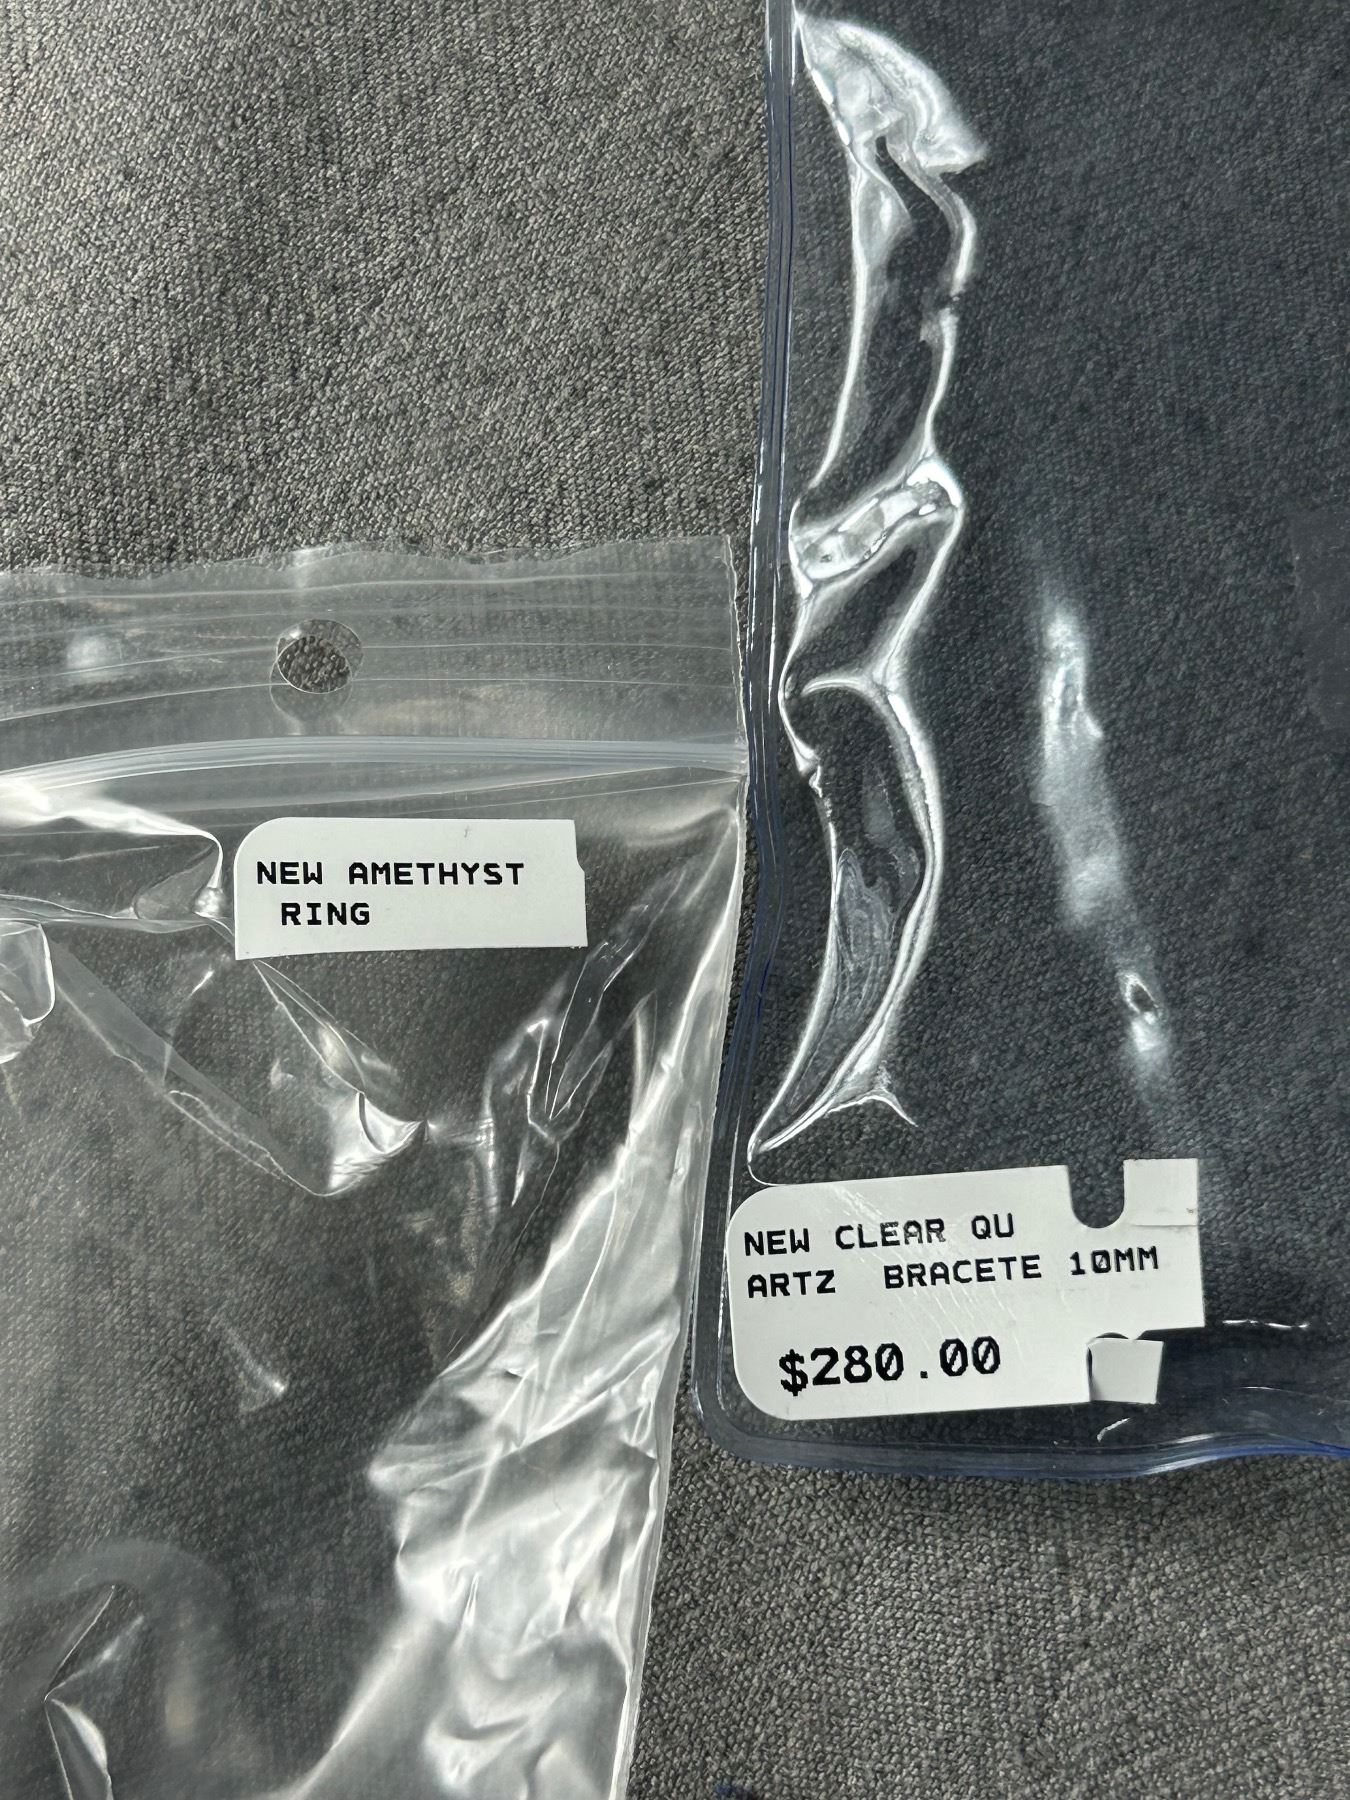 NEW AMETHYST
RING
NEW CLEAR QU
ARTZ BRACETE 10MM
$280.00